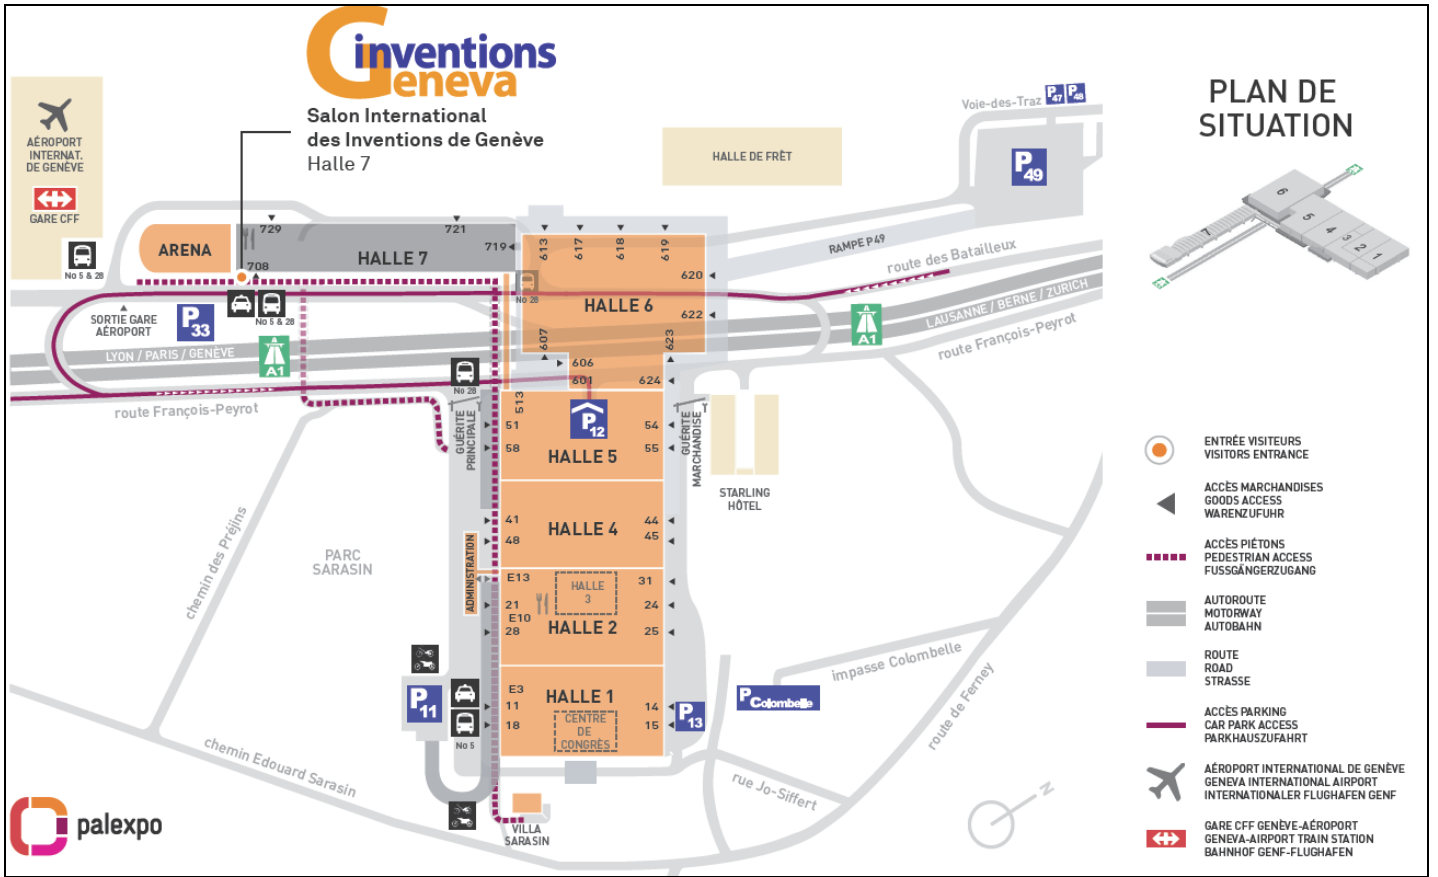 inventions
Geneva
Salon International
des Inventions de Genève
Halle 7
PLAN DE
SITUATION
6
5
4
3
2
1
7
AÉROPORT
INTERNAT.
DE GENÈVE
GARE CFF
No 5 & 28
HALLE DE FRÊT
Voie-des-Traz
P47
P48
P49
RAMPE P49
route des Batailleux
ARENA
729
721
719
708
HALLE 7
613
617
618
619
620
622
HALLE 6
607
623
606
601
624
No 28
No 5 & 28
SORTIE GARE
AÉROPORT
P33
LYON / PARIS / GENÈVE
A1
A1
LAUSANNE / BERNE / ZURICH
route François-Peyrot
route François-Peyrot
No 28
GUÉRITE
PRINCIPALE
513
P12
51
58
54
55
HALLE 5
GUÉRITE
MARCHANDISE
STARLING
HÔTEL
41
48
44
45
HALLE 4
chemin des Préjins
PARC
SARASIN
ADMINISTRATION
E13
21
E10
28
HALLE
3
31
24
25
HALLE 2
E3
11
18
HALLE 1
14
15
CENTRE
DE
CONGRÈS
P11
No 5
P13
P Colombelle
impasse Colombelle
route de Ferney
rue Jo-Siffert
chemin Edouard Sarasin
VILLA
SARASIN
N
palexpo
ENTRÉE VISITEURS
VISITORS ENTRANCE
ACCÈS MARCHANDISES
GOODS ACCESS
WARENZUFUHR
ACCÈS PIÉTONS
PEDESTRIAN ACCESS
FUSSGÄNGERZUGANG
AUTOROUTE
MOTORWAY
AUTOBAHN
ROUTE
ROAD
STRASSE
ACCÈS PARKING
CAR PARK ACCESS
PARKHAUSZUFAHRT
AÉROPORT INTERNATIONAL DE GENÈVE
GENEVA INTERNATIONAL AIRPORT
INTERNATIONALER FLUGHAFEN GENF
GARE CFF GENÈVE-AÉROPORT
GENEVA-AIRPORT TRAIN STATION
BAHNHOF GENF-FLUGHAFEN